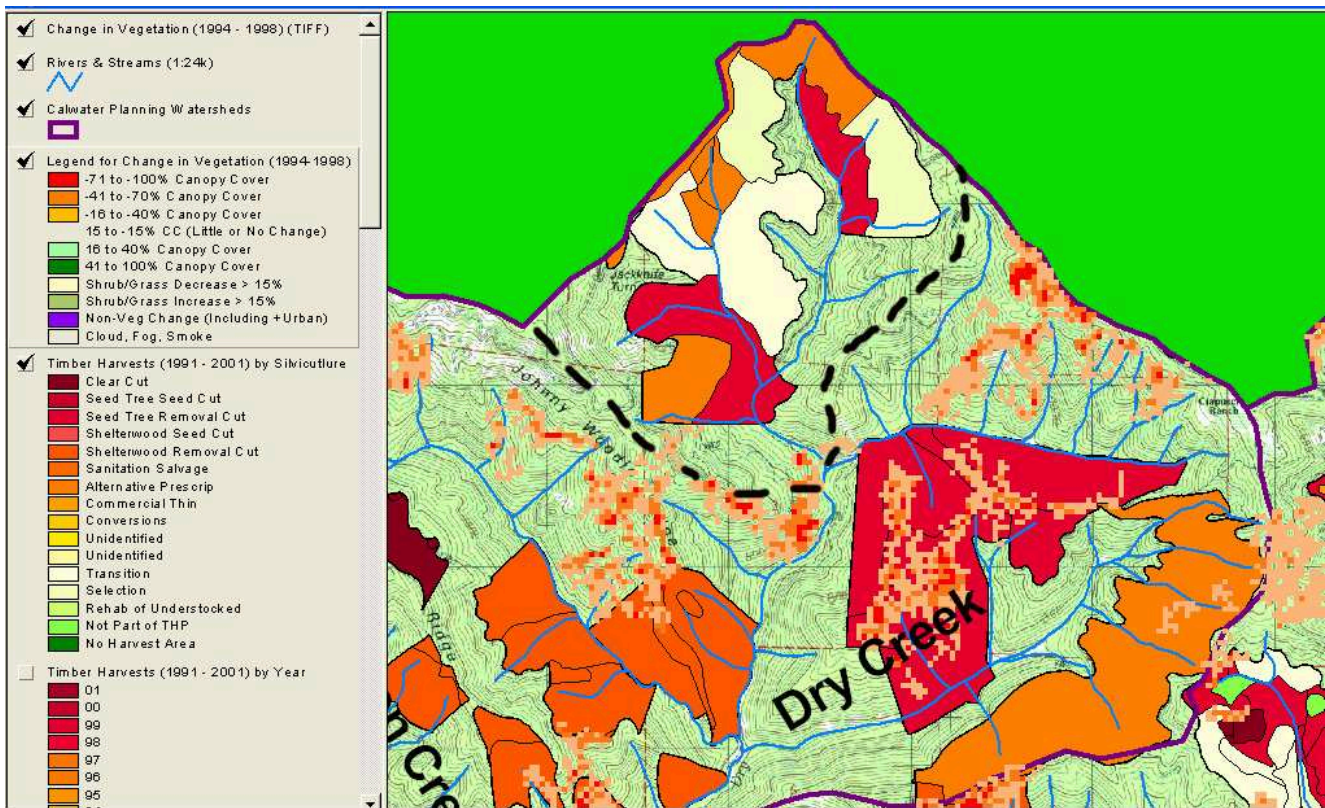 Change in Vegetation (1994 - 1998) (TIFF)
Rivers & Streams (1:24k)
Calwater Planning Watersheds
Legend for Change in Vegetation (1994-1998)
-71 to -100% Canopy Cover
-41 to -70% Canopy Cover
-16 to -40% Canopy Cover
15 to -15% CC (Little or No Change)
16 to 40% Canopy Cover
41 to 100% Canopy Cover
Shrub/Grass Decrease > 15%
Shrub/Grass Increase > 15%
Non-Veg Change (Including +Urban)
Cloud, Fog, Smoke
Timber Harvests (1991 - 2001) by Silvicutlure
Clear Cut
Seed Tree Seed Cut
Seed Tree Removal Cut
Shelterwood Seed Cut
Shelterwood Removal Cut
Sanitation Salvage
Alternative Prescrip
Commercial Thin
Conversions
Unidentified
Unidentified
Transition
Selection
Rehab of Understocked
Not Part of THP
No Harvest Area
Timber Harvests (1991 - 2001) by Year
01
00
99
98
97
96
95
Johnny
Ridge
Ranch
Dry Creek